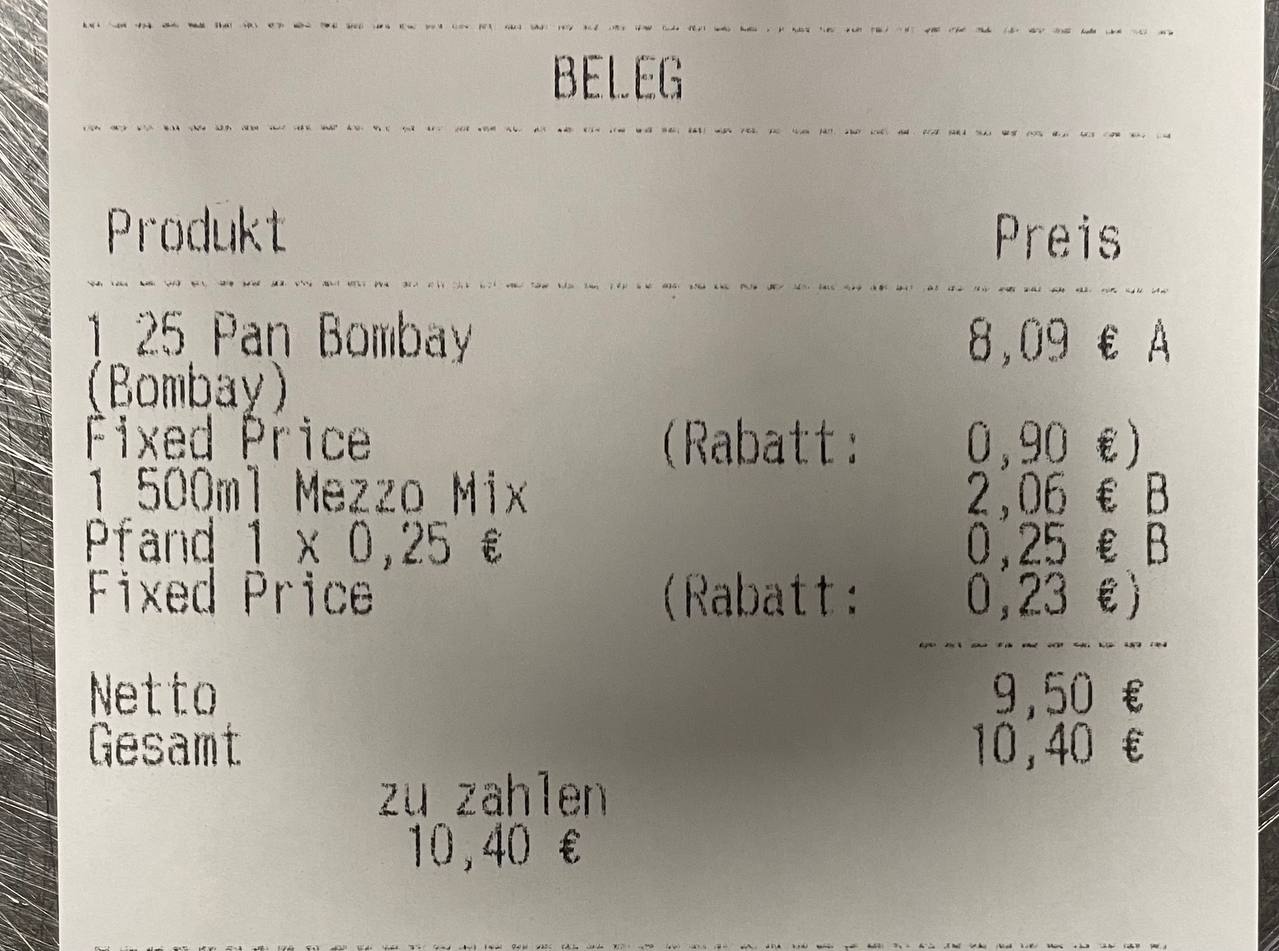 BELEG
Produkt Preis
1 25 Pan Bombay 8,09 € A
(Bombay)
Fixed Price (Rabatt: 0,90 €)
1 500ml Mezzo Mix 2,06 € B
Pfand 1 x 0,25 € 0,25 € B
Fixed Price (Rabatt: 0,23 €)
Netto 9,50 €
Gesamt 10,40 €
zu zahlen
10,40 €